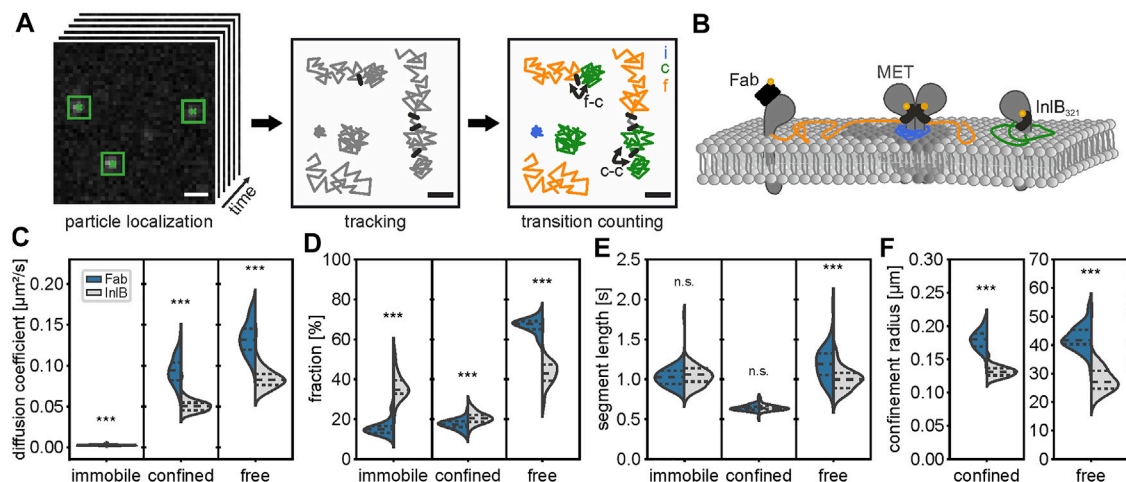 A
B
i
c
f
f-c
c-c
time
Fab
MET
InlB321
particle localization
tracking
transition counting
C
diffusion coefficient [µm²/s]
0.20
0.15
0.10
0.05
0.00
Fab
InlB
***
***
***
immobile
confined
free
D
fraction [%]
100
80
60
40
20
0
***
***
***
immobile
confined
free
E
segment length [s]
2.5
2.0
1.5
1.0
0.5
0.0
n.s.
n.s.
***
immobile
confined
free
F
confinement radius [µm]
0.30
0.25
0.20
0.15
0.10
0.05
0.00
***
confined
70
60
50
40
30
20
10
0
***
free